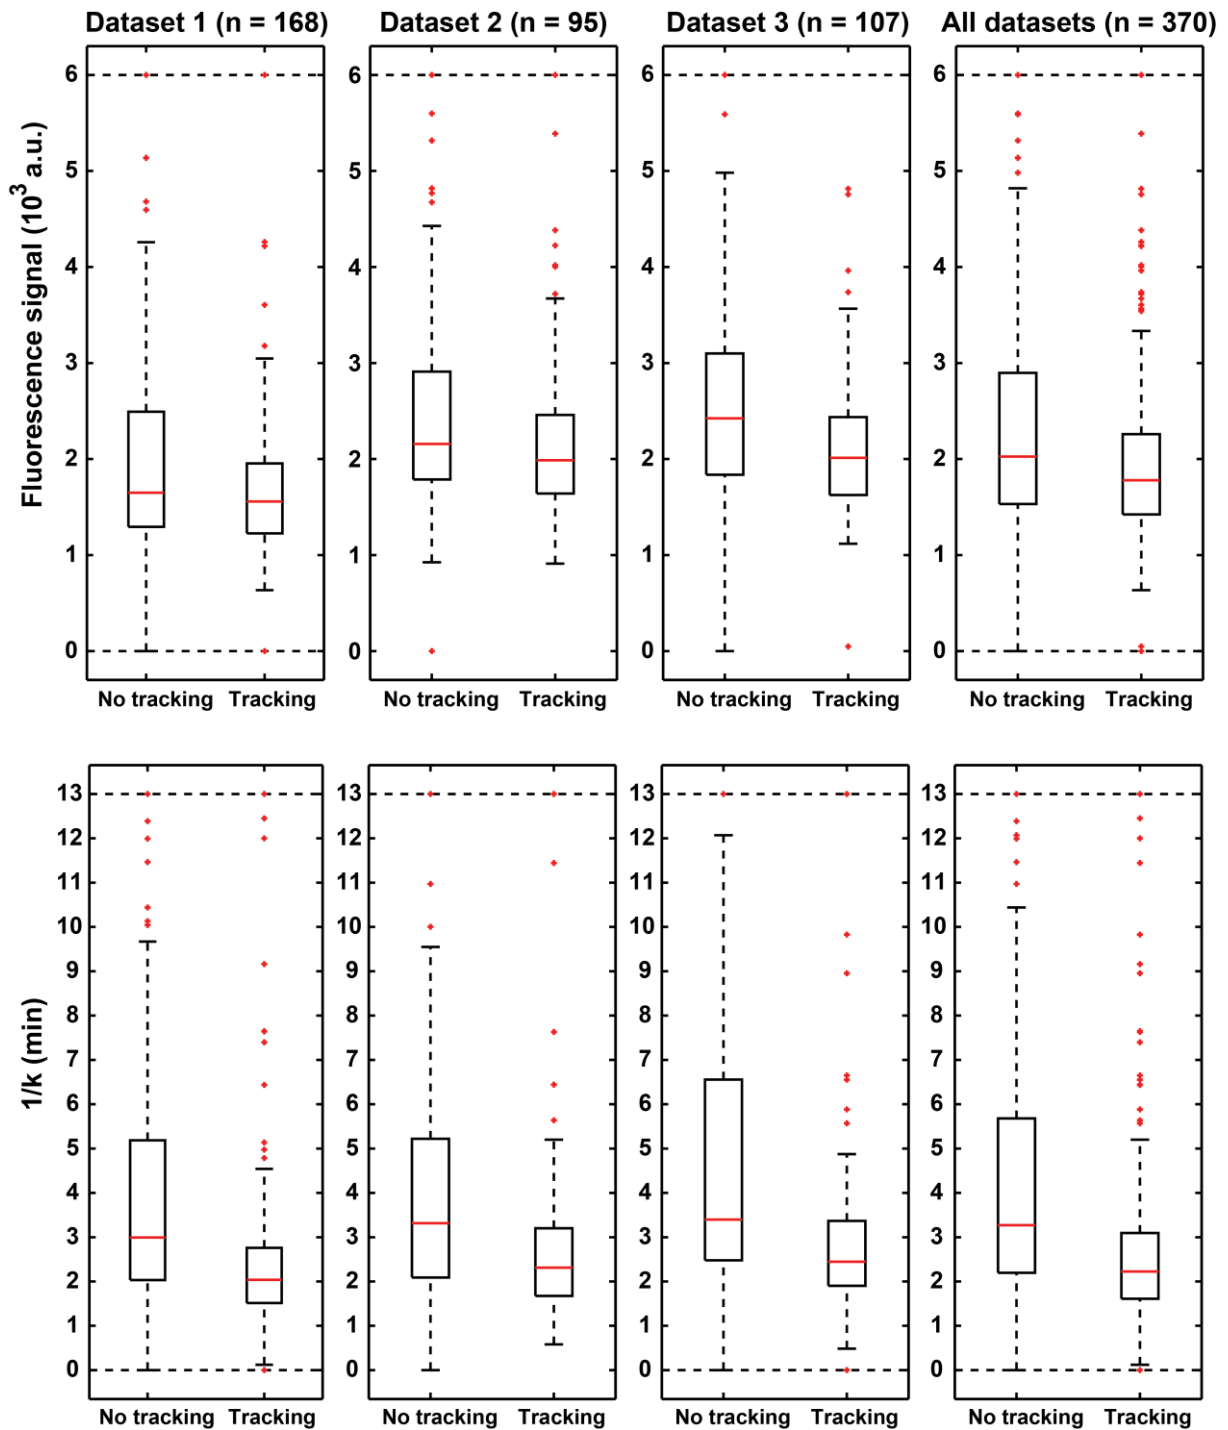 Dataset 1 (n = 168) Dataset 2 (n = 95) Dataset 3 (n = 107) All datasets (n = 370)
Fluorescence signal (10³ a.u.)
6 6 6 6
5 5 5 5
4 4 4 4
3 3 3 3
2 2 2 2
1 1 1 1
0 0 0 0
No tracking Tracking No tracking Tracking No tracking Tracking No tracking Tracking
1/k (min)
13 13 13 13
12 12 12 12
11 11 11 11
10 10 10 10
9 9 9 9
8 8 8 8
7 7 7 7
6 6 6 6
5 5 5 5
4 4 4 4
3 3 3 3
2 2 2 2
1 1 1 1
0 0 0 0
No tracking Tracking No tracking Tracking No tracking Tracking No tracking Tracking